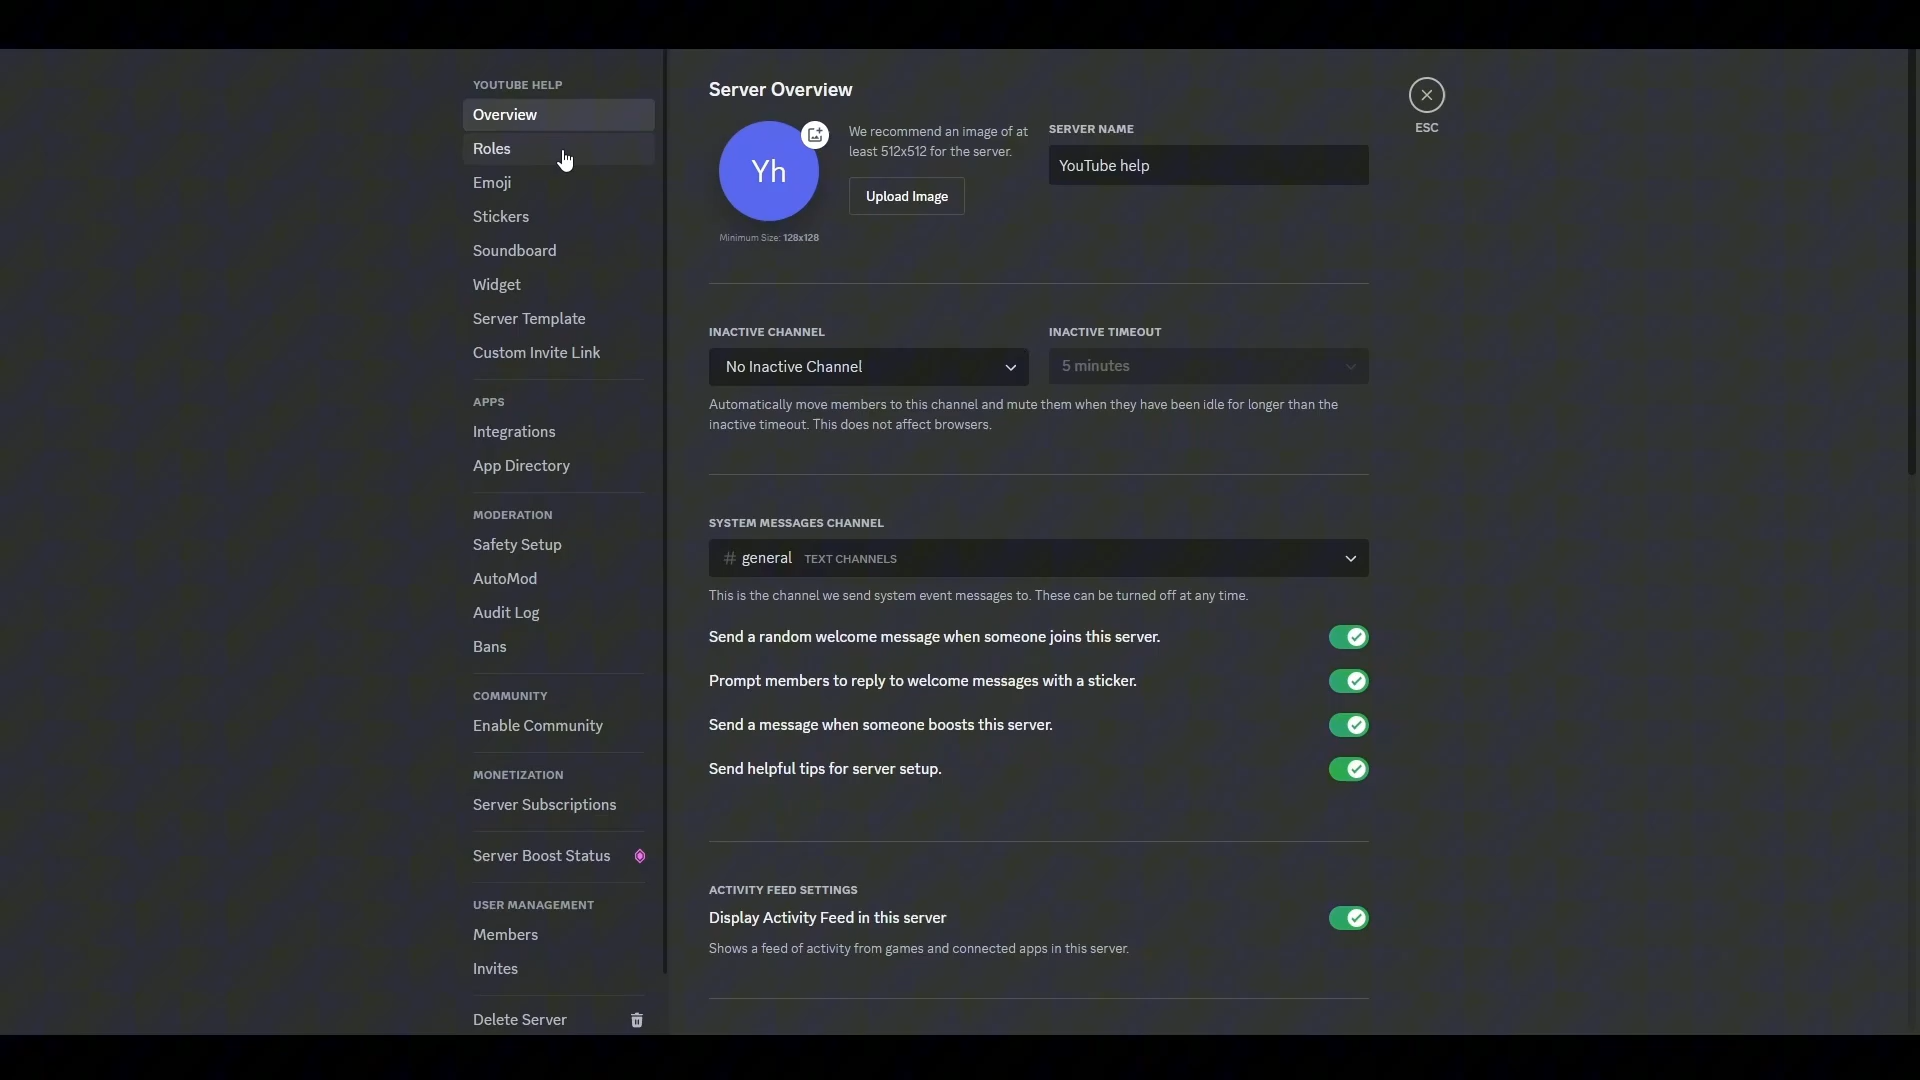 YOUTUBE HELP
Overview
Roles
Emoji
Stickers
Soundboard
Widget
Server Template
Custom Invite Link
APPS
Integrations
App Directory
MODERATION
Safety Setup
AutoMod
Audit Log
Bans
COMMUNITY
Enable Community
MONETIZATION
Server Subscriptions
Server Boost Status
USER MANAGEMENT
Members
Invites
Delete Server
Server Overview
Yh
Minimum Size: 128x128
We recommend an image of at
least 512x512 for the server.
Upload Image
SERVER NAME
YouTube help
ESC
INACTIVE CHANNEL
No Inactive Channel
INACTIVE TIMEOUT
5 minutes
Automatically move members to this channel and mute them when they have been idle for longer than the
inactive timeout. This does not affect browsers.
SYSTEM MESSAGES CHANNEL
# general TEXT CHANNELS
This is the channel we send system event messages to. These can be turned off at any time.
Send a random welcome message when someone joins this server.
Prompt members to reply to welcome messages with a sticker.
Send a message when someone boosts this server.
Send helpful tips for server setup.
ACTIVITY FEED SETTINGS
Display Activity Feed in this server
Shows a feed of activity from games and connected apps in this server.